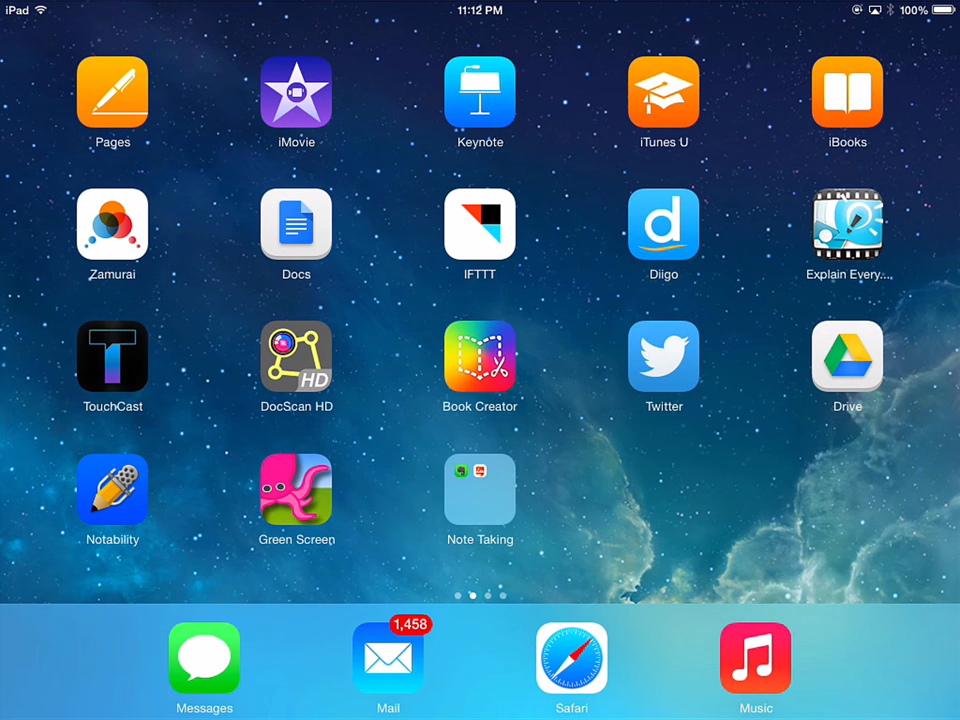 iPad 11:12 PM 100%
Pages iMovie Keynote iTunes U iBooks
Zamurai Docs IFTTT Diigo Explain Every...
HD
TouchCast DocScan HD Book Creator Twitter Drive
Notability Green Screen Note Taking
1,458
Messages Mail Safari Music